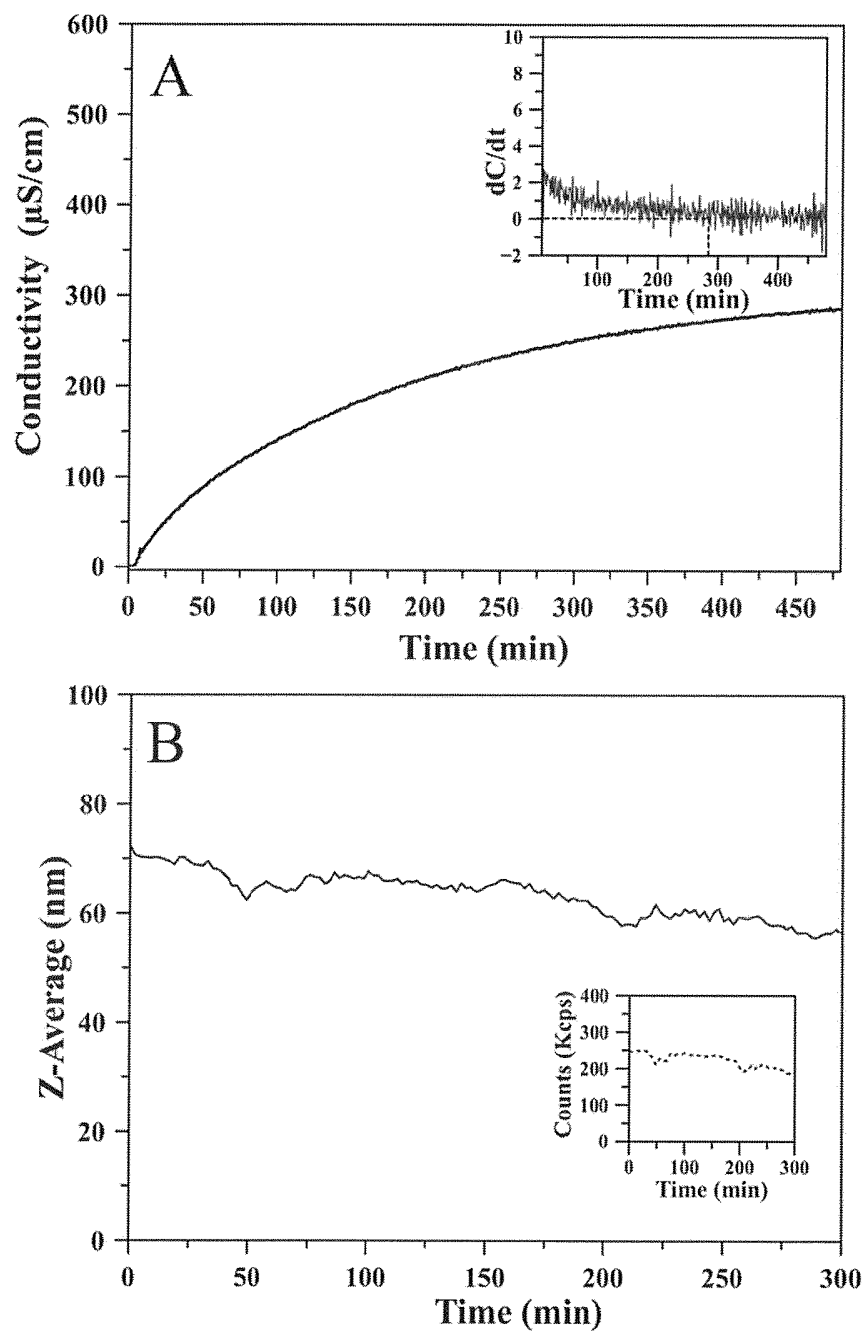 A
600
500
400
300
200
100
0
Conductivity (µS/cm)
0 50 100 150 200 250 300 350 400 450
Time (min)
10
8
6
4
2
0
−2
dC/dt
100 200 300 400
Time (min)
B
100
80
60
40
20
0
Z-Average (nm)
0 50 100 150 200 250 300
Time (min)
400
300
200
100
0
Counts (Kcps)
0 100 200 300
Time (min)